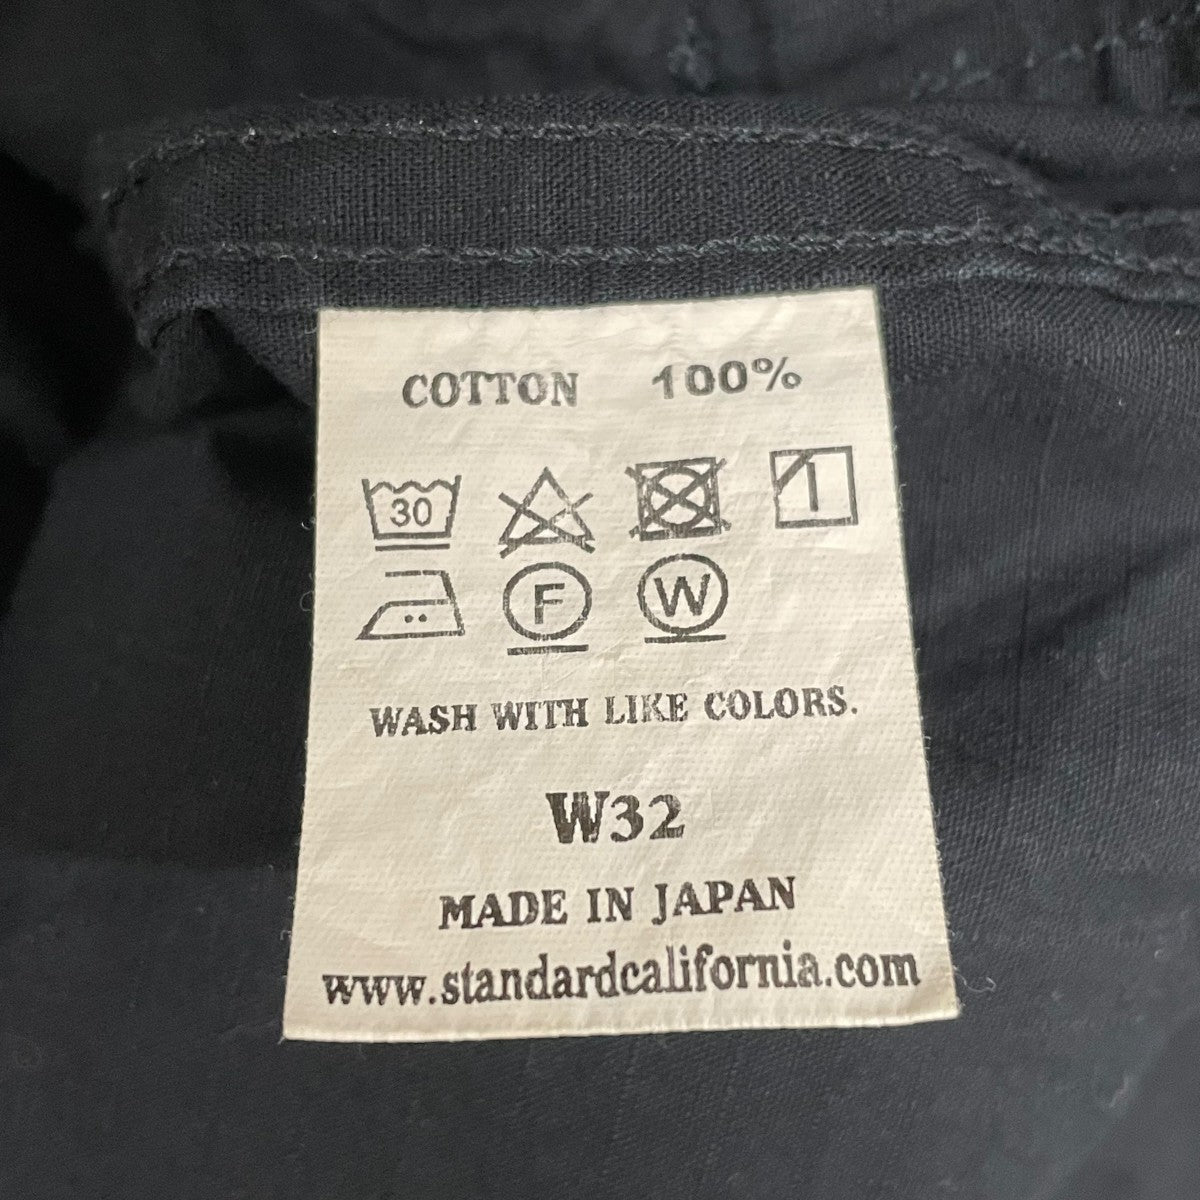 COTTON 100%
30
F W
WASH WITH LIKE COLORS.
W32
MADE IN JAPAN
www.standardcalifornia.com